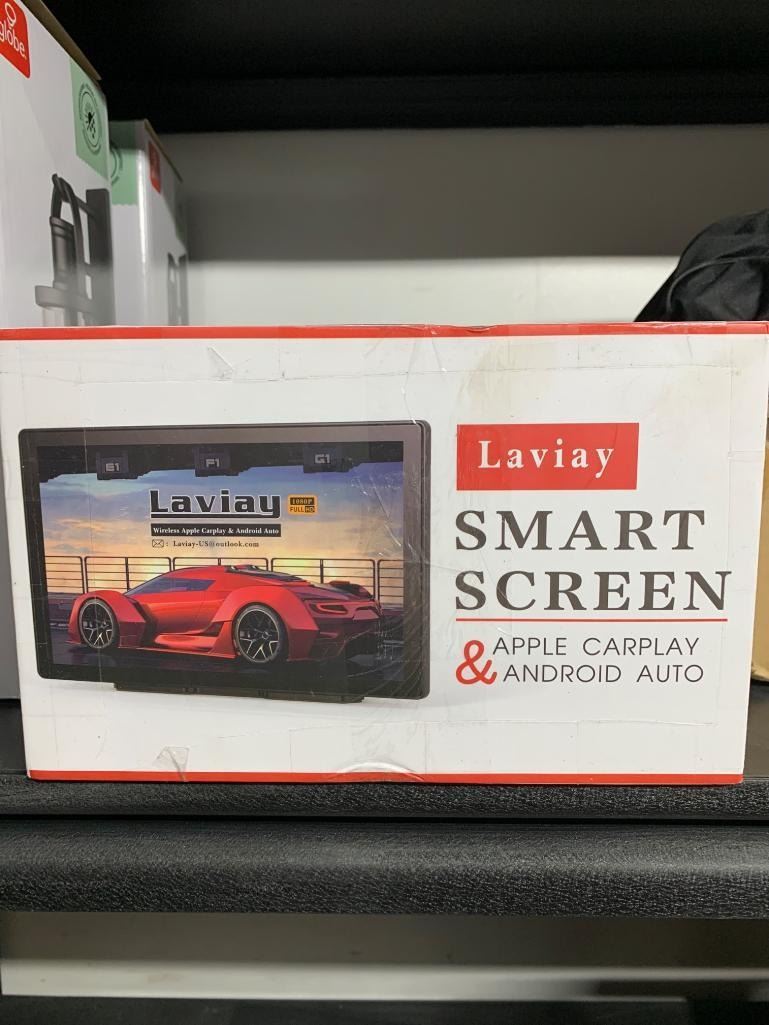 globe.
E1
F1
G1
Laviay
1080P
FULL HD
Wireless Apple Carplay & Android Auto
: Laviay-US@outlook.com
Laviay
SMART
SCREEN
& APPLE CARPLAY
ANDROID AUTO